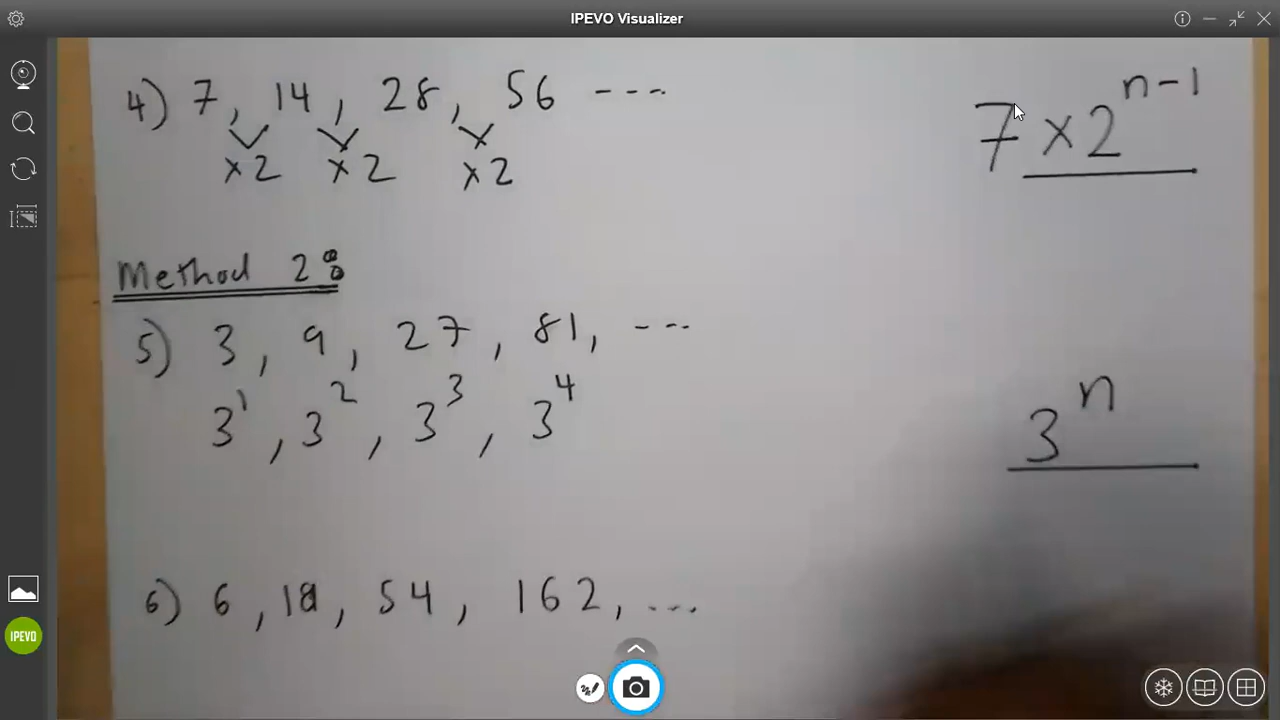 IPEVO Visualizer
4) 7, 14, 28, 56 ---
×2 ×2 ×2
7 × 2^{n-1}
Method 2:
5) 3, 9, 27, 81, ---
3^1, 3^2, 3^3, 3^4
3^n
6) 6, 18, 54, 162, ...
IPEVO